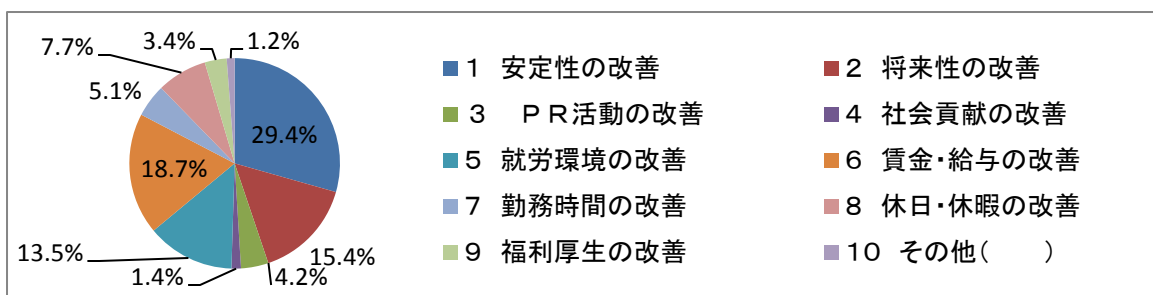 7.7%
3.4%
1.2%
5.1%
29.4%
18.7%
13.5%
1.4%
4.2%
15.4%
1 安定性の改善
2 将来性の改善
3 PR活動の改善
4 社会貢献の改善
5 就労環境の改善
6 賃金・給与の改善
7 勤務時間の改善
8 休日・休暇の改善
9 福利厚生の改善
10 その他( )